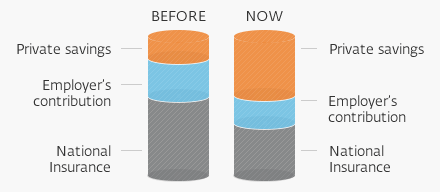 BEFORE
NOW
Private savings
Employer's
contribution
National
Insurance
Private savings
Employer's
contribution
National
Insurance